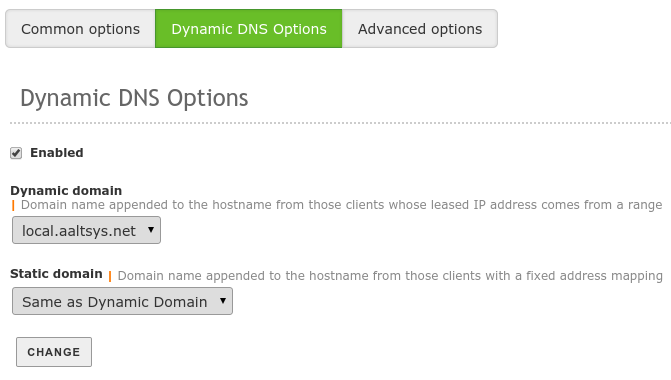 Common options Dynamic DNS Options Advanced options
Dynamic DNS Options
Enabled
Dynamic domain
Domain name appended to the hostname from those clients whose leased IP address comes from a range
local.aaltsys.net
Static domain Domain name appended to the hostname from those clients with a fixed address mapping
Same as Dynamic Domain
CHANGE